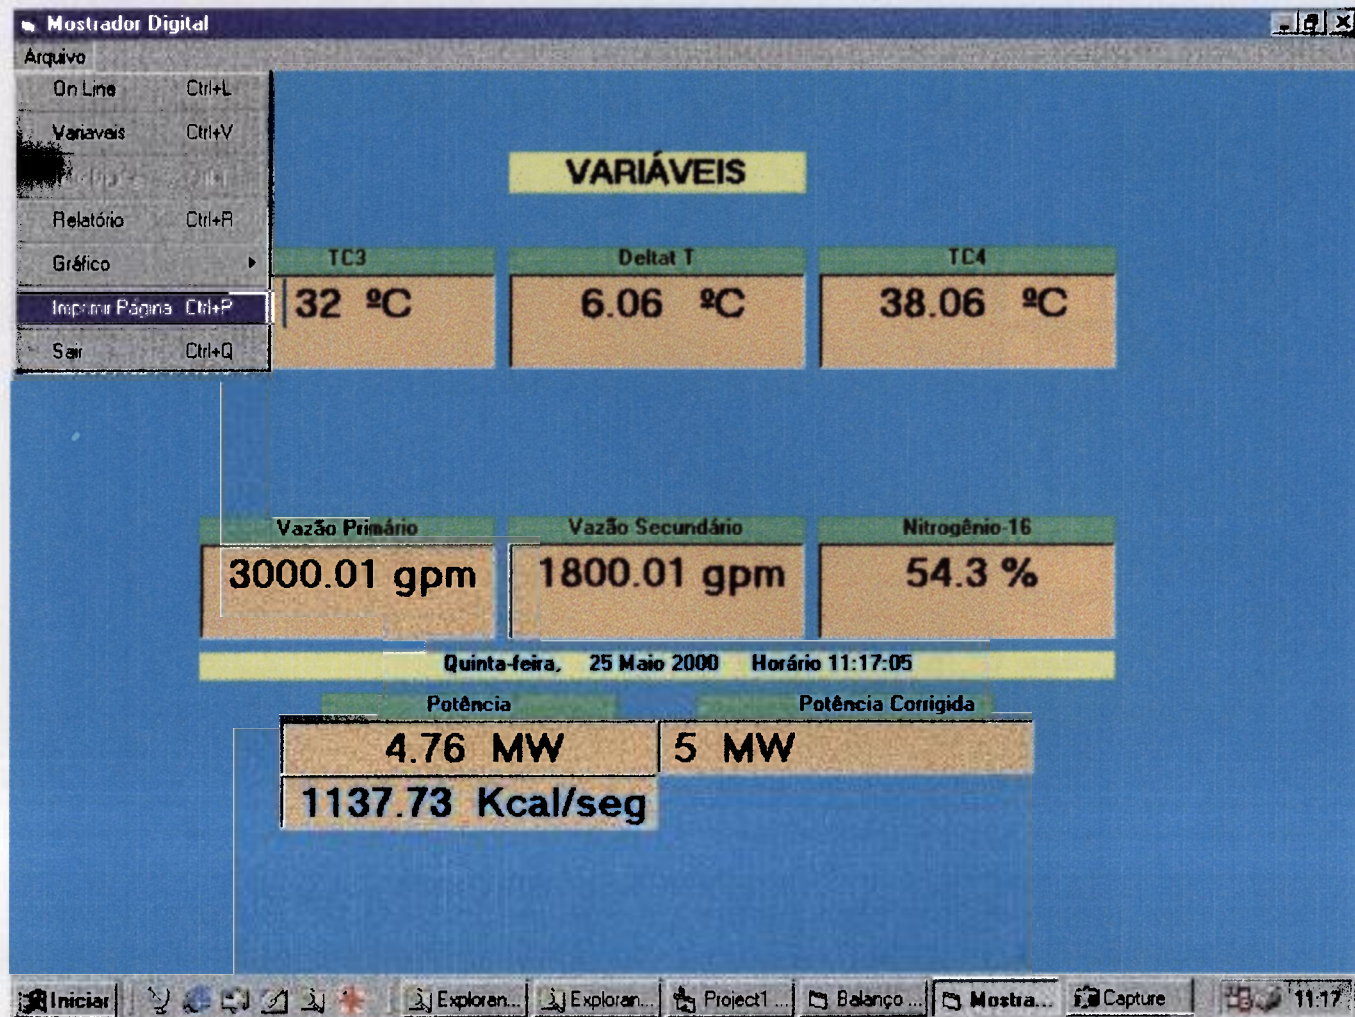 Mostrador Digital
Arquivo
On Line Ctrl+L
Variaveis Ctrl+V
Relatório Ctrl+R
Gráfico
Imprimir Página Ctrl+P
Sair Ctrl+Q
VARIÁVEIS
TC3 Deltat T TC4
32 ºC 6.06 ºC 38.06 ºC
Vazão Primário Vazão Secundário Nitrogênio-16
3000.01 gpm 1800.01 gpm 54.3 %
Quinta-feira, 25 Maio 2000 Horário 11:17:05
Potência Potência Corrigida
4.76 MW 5 MW
1137.73 Kcal/seg
Iniciar Exploran... Exploran... Project1 ... Balanço ... Mostra... Capture 11:17